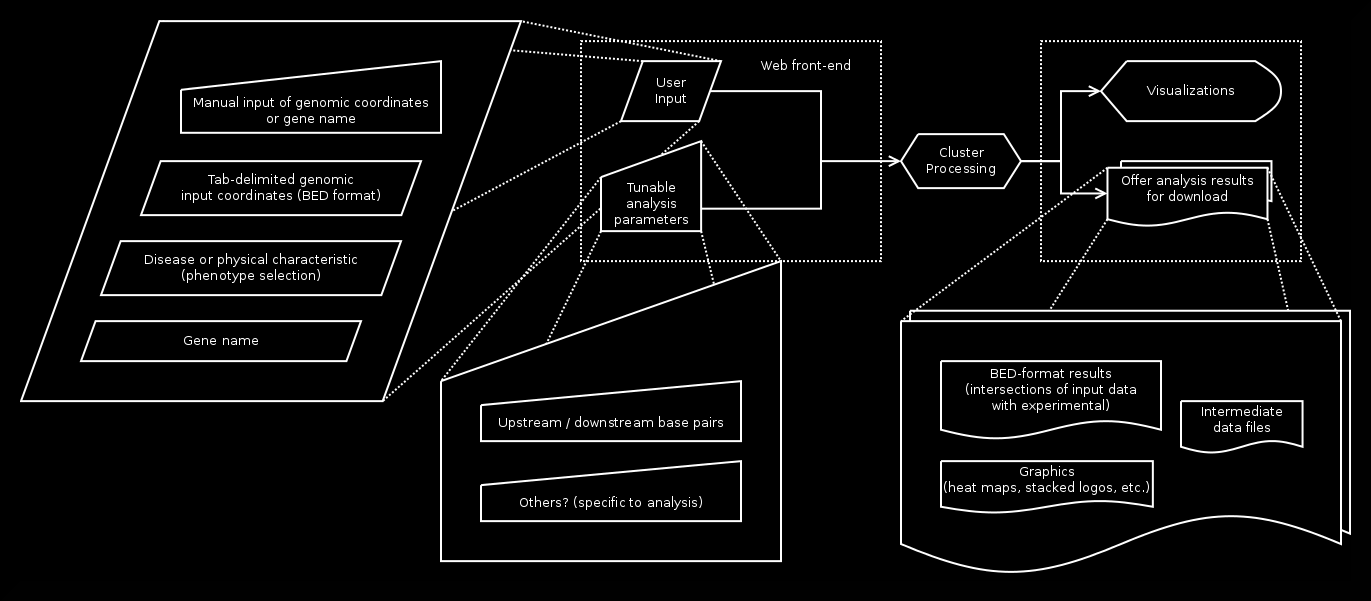 Manual input of genomic coordinates
or gene name
Tab-delimited genomic
input coordinates (BED format)
Disease or physical characteristic
(phenotype selection)
Gene name
User
Input
Web front-end
Tunable
analysis
parameters
Upstream / downstream base pairs
Others? (specific to analysis)
Cluster
Processing
Visualizations
Offer analysis results
for download
BED-format results
(intersections of input data
with experimental)
Intermediate
data files
Graphics
(heat maps, stacked logos, etc.)